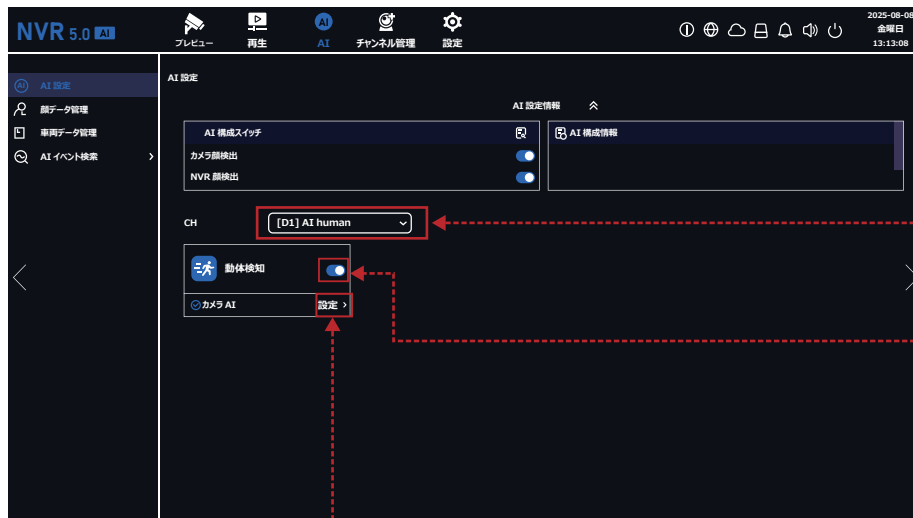 NVR 5.0 AI
プレビュー
再生
AI
AI
チャンネル管理
設定
2025-08-08
金曜日
13:13:08
AI AI 設定
顔データ管理
車両データ管理
AI イベント検索
AI 設定
AI 設定情報
AI 構成スイッチ
カメラ顔検出
NVR 顔検出
AI 構成情報
CH
[D1] AI human
動体検知
カメラ AI
設定 >